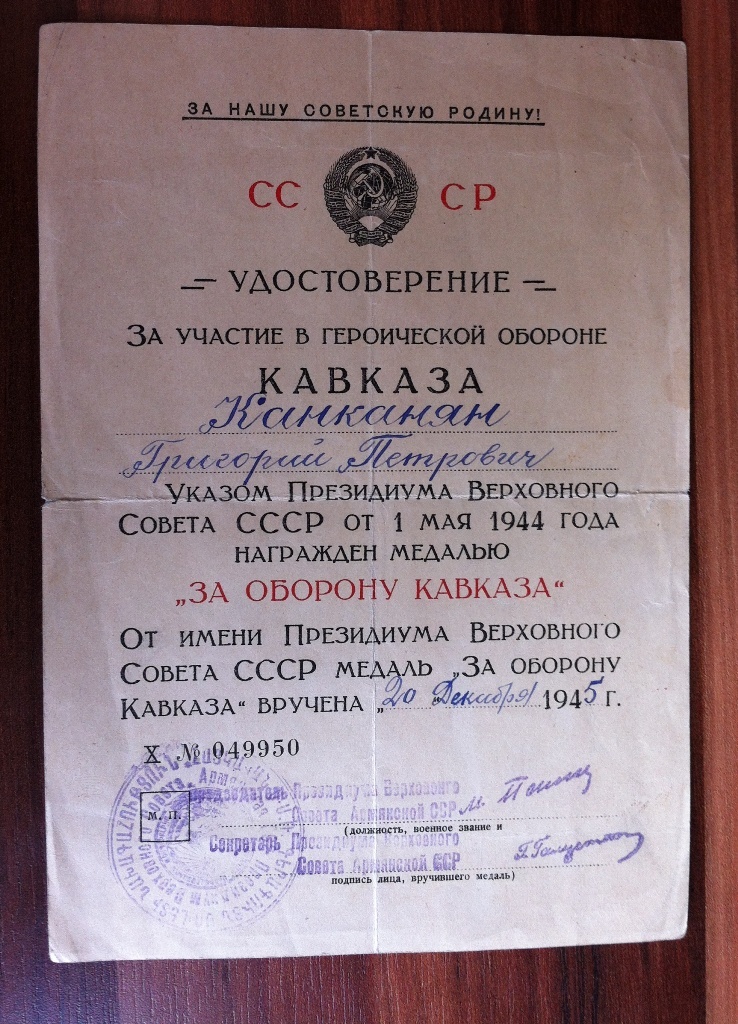 ЗА НАШУ СОВЕТСКУЮ РОДИНУ!
СС СР
УДОСТОВЕРЕНИЕ
ЗА УЧАСТИЕ В ГЕРОИЧЕСКОЙ ОБОРОНЕ
КАВКАЗА
Канканян
Григорий Петрович
УКАЗОМ ПРЕЗИДИУМА ВЕРХОВНОГО
СОВЕТА СССР ОТ 1 МАЯ 1944 ГОДА
НАГРАЖДЕН МЕДАЛЬЮ
„ЗА ОБОРОНУ КАВКАЗА“
ОТ ИМЕНИ ПРЕЗИДИУМА ВЕРХОВНОГО
СОВЕТА СССР МЕДАЛЬ „ЗА ОБОРОНУ
КАВКАЗА“ ВРУЧЕНА „20 Декабря 1945 Г.
X № 049950
Председатель Президиума Верховного
Совета Армянской ССР
М. П.
(должность, военное звание и
Секретарь Президиума Верховного
Совета Армянской ССР
подпись лица, вручившего медаль)